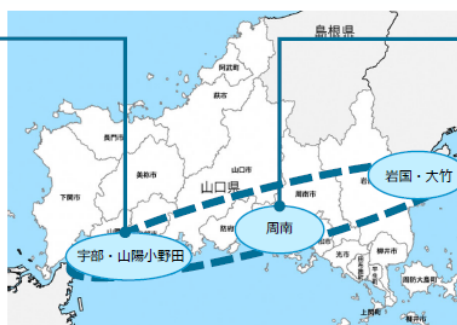 島根県
阿武町
萩市
長門市
山口市
美祢市
下関市
山口県
周南市
岩国・大竹
周南
宇部・山陽小野田
防府
光市
柳井市
周防大島町
上関町
柳井市